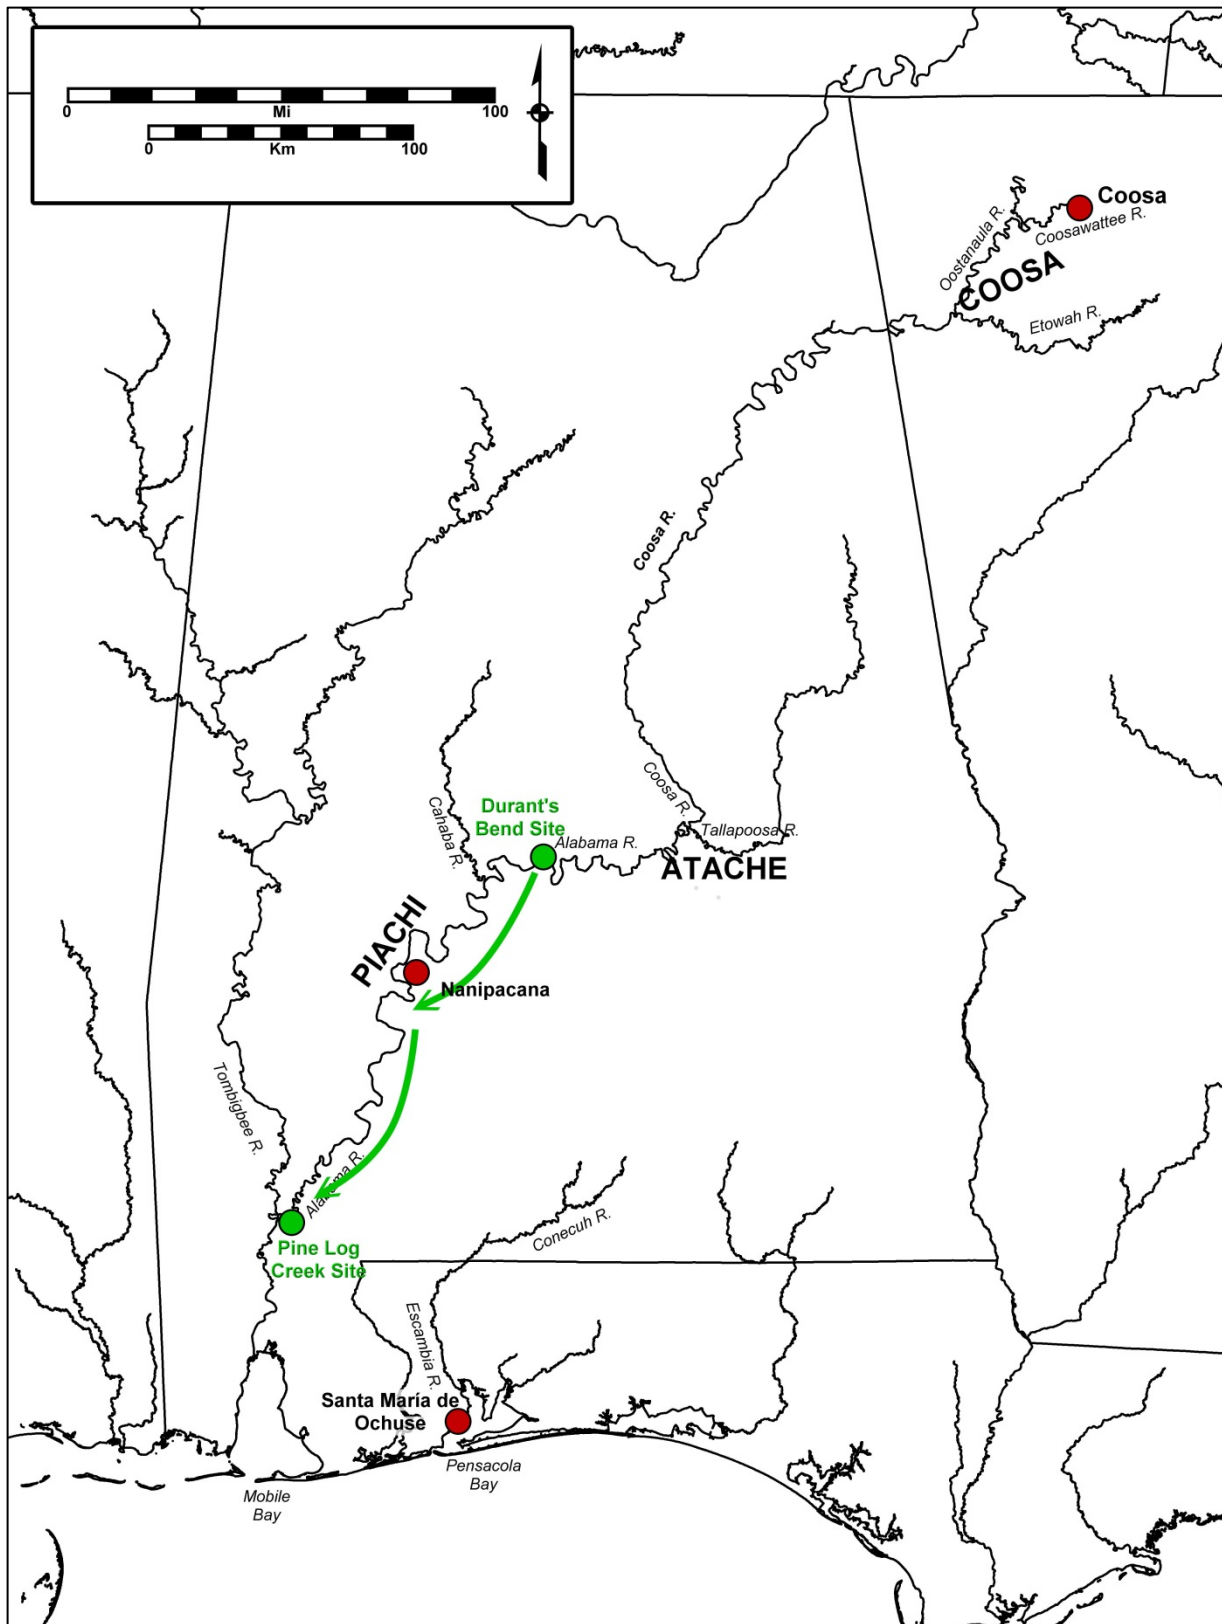 0
Mi
100
0
Km
100
Coosa
Oostanaula R.
Coosawattee R.
COOSA
Etowah R.
Coosa R.
Coosa R.
Durant's
Bend Site
Cahaba R.
Alabama R.
Tallapoosa R.
ATACHE
PIACHI
Nanipacana
Tombigbee R.
Alabama R.
Pine Log
Creek Site
Conecuh R.
Escambia R.
Santa María de
Ochuse
Pensacola
Bay
Mobile
Bay